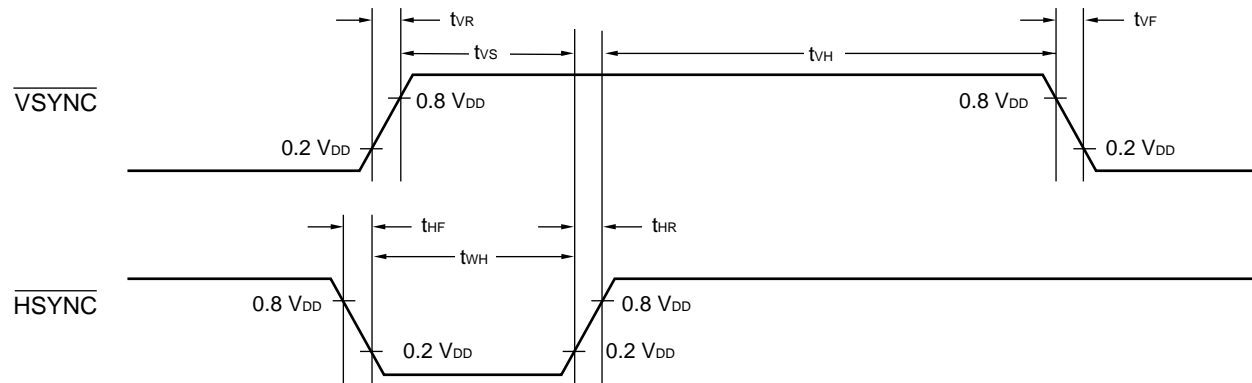 tVR
tVF
tVS
tVH
VSYNC
0.8 VDD
0.8 VDD
0.2 VDD
0.2 VDD
tHF
tHR
tWH
HSYNC
0.8 VDD
0.8 VDD
0.2 VDD
0.2 VDD